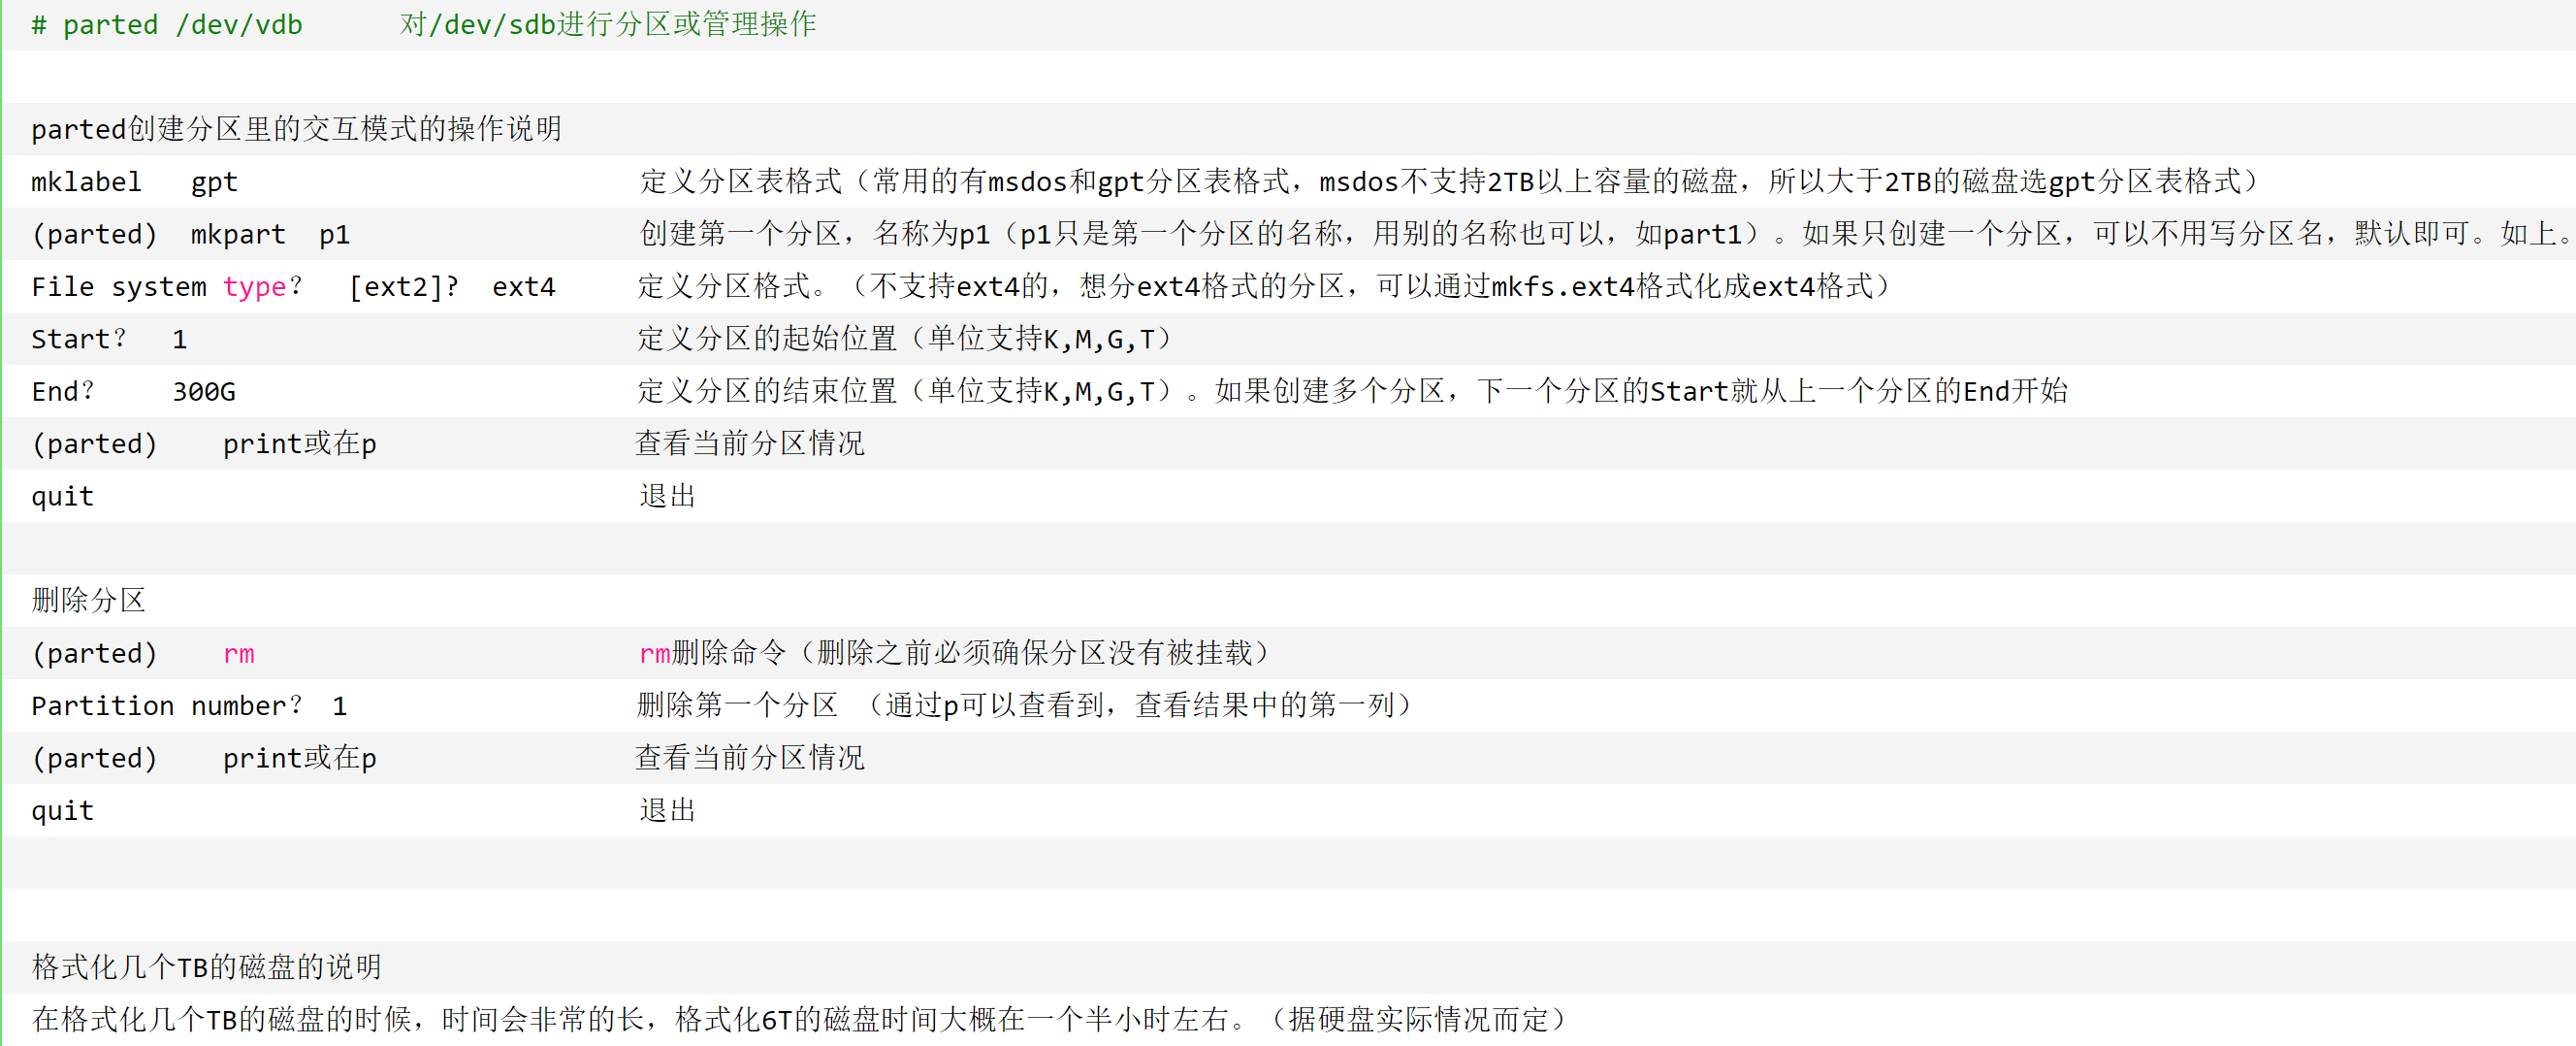 # parted /dev/vdb      对/dev/sdb进行分区或管理操作
parted创建分区里的交互模式的操作说明
mklabel   gpt                         定义分区表格式（常用的有msdos和gpt分区表格式，msdos不支持2TB以上容量的磁盘，所以大于2TB的磁盘选gpt分区表格式）
(parted)  mkpart  p1                  创建第一个分区，名称为p1（p1只是第一个分区的名称，用别的名称也可以，如part1）。如果只创建一个分区，可以不用写分区名，默认即可。如上。
File system type？  [ext2]?  ext4     定义分区格式。（不支持ext4的，想分ext4格式的分区，可以通过mkfs.ext4格式化成ext4格式）
Start？  1                            定义分区的起始位置（单位支持K,M,G,T）
End？    300G                         定义分区的结束位置（单位支持K,M,G,T）。如果创建多个分区，下一个分区的Start就从上一个分区的End开始
(parted)    print或在p                查看当前分区情况
quit                                  退出
删除分区
(parted)    rm                        rm删除命令（删除之前必须确保分区没有被挂载）
Partition number？ 1                  删除第一个分区 （通过p可以查看到，查看结果中的第一列）
(parted)    print或在p                查看当前分区情况
quit                                  退出
格式化几个TB的磁盘的说明
在格式化几个TB的磁盘的时候，时间会非常的长，格式化6T的磁盘时间大概在一个半小时左右。（据硬盘实际情况而定）